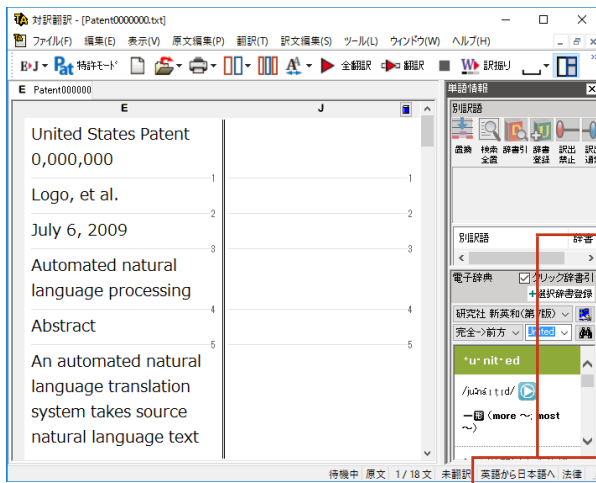 対訳翻訳 - [Patent0000000.txt]
ファイル(F) 編集(E) 表示(V) 原文編集(P) 翻訳(T) 訳文編集(S) ツール(L) ウィンドウ(W) ヘルプ(H)
E▸J Pat 特許モード 全翻訳 翻訳 訳振り
E Patent000000
E J
United States Patent
0,000,000
1
Logo, et al.
2
July 6, 2009
3
Automated natural
language processing
4
Abstract
5
An automated natural
language translation
system takes source
natural language text
単語情報
別訳語
置換 検索 辞書引 辞書 訳出 訳出
全置 登録 禁止
別訳語 辞書
電子辞典 クリック辞書引
+選択辞書登録
研究社 新英和(第7版)
完全->前方 United
*u·nit·ed
(more ～; most
～)
待機中 原文 1/18文 未翻訳 英語から日本語へ 法律